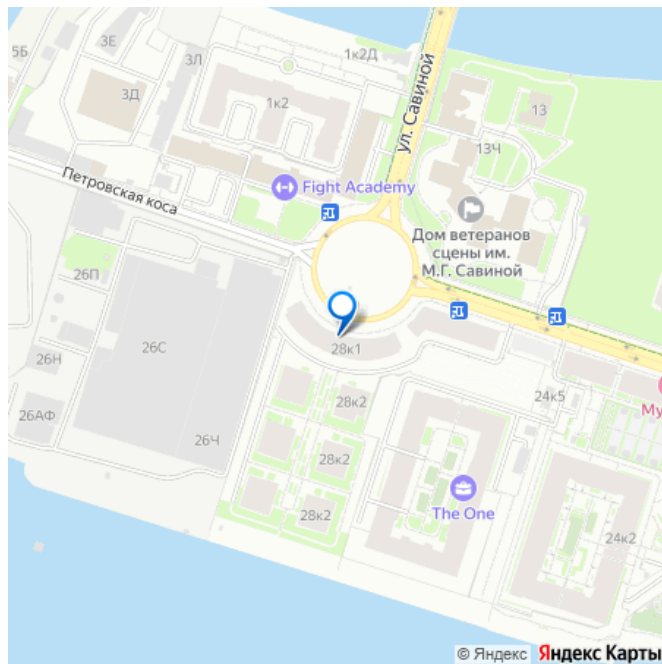 5Б
3Е
3Л
1к2Д
3Д
1к2
ул. Савиной
13
13Ч
Петровская коса
Fight Academy
Дом ветеранов
сцены им.
М.Г. Савиной
26П
26Н
26С
28к1
26АФ
26Ч
28к2
24к5
Му
28к2
28к2
The One
24к2
© Яндекс Яндекс Карты